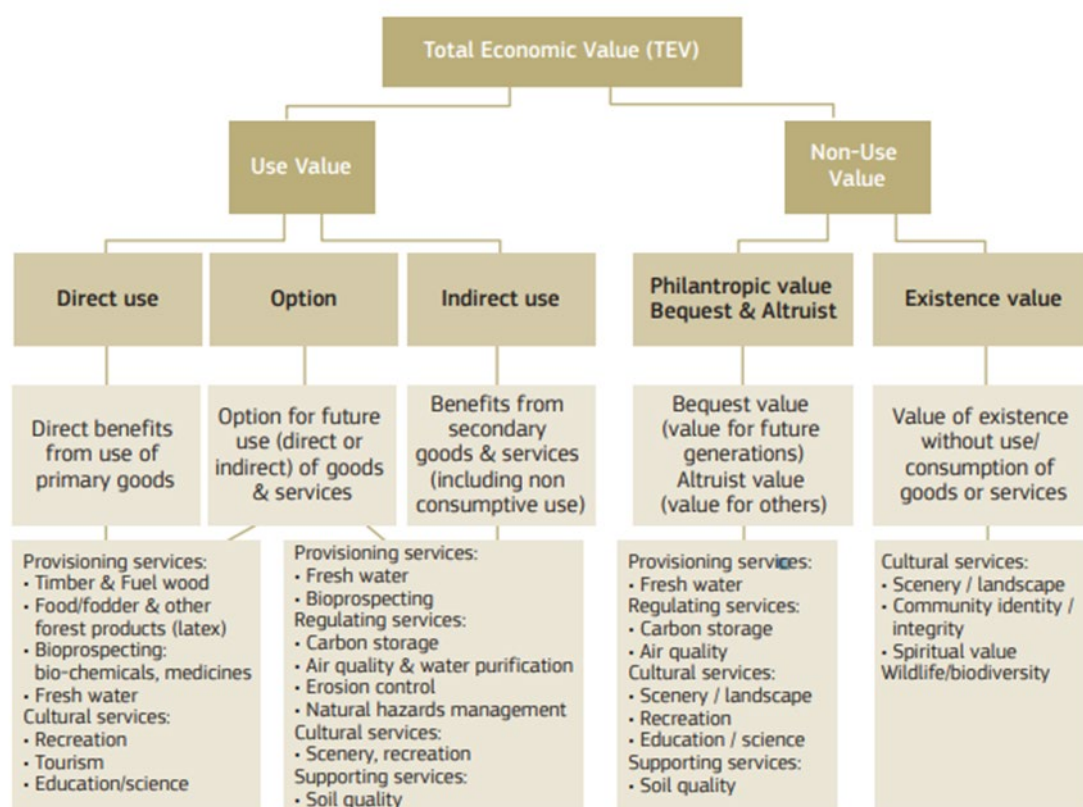 Total Economic Value (TEV)
Use Value
Non-Use
Value
Direct use
Option
Indirect use
Philantropic value
Bequest & Altruist
Existence value
Direct benefits
from use of
primary goods
Option for future
use (direct or
indirect) of goods
& services
Benefits from
secondary
goods & services
(including non
consumptive use)
Bequest value
(value for future
generations)
Altruist value
(value for others)
Value of existence
without use/
consumption of
goods or services
Provisioning services:
• Timber & Fuel wood
• Food/fodder & other
forest products (latex)
• Bioprospecting:
bio-chemicals, medicines
• Fresh water
Cultural services:
• Recreation
• Tourism
• Education/science
Provisioning services:
• Fresh water
• Bioprospecting
Regulating services:
• Carbon storage
• Air quality & water purification
• Erosion control
• Natural hazards management
Cultural services:
• Scenery, recreation
Supporting services:
• Soil quality
Provisioning services:
• Fresh water
Regulating services:
• Carbon storage
• Air quality
Cultural services:
• Scenery / landscape
• Recreation
• Education / science
Supporting services:
• Soil quality
Cultural services:
• Scenery / landscape
• Community identity /
integrity
• Spiritual value
Wildlife/biodiversity